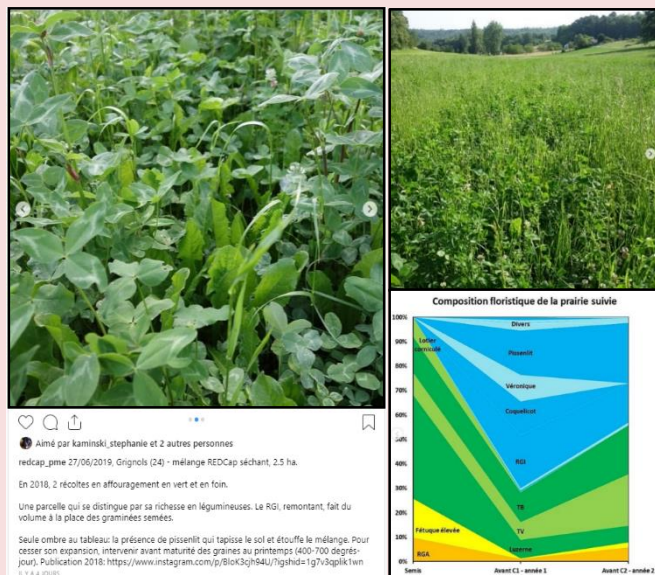 Aimé par kaminski_stephanie et 2 autres personnes
redcap_pme 27/06/2019, Grignols (24) - mélange REDCap séchant, 2.5 ha.
En 2018, 2 récoltes en affouragement en vert et en foin.
Une parcelle qui se distingue par sa richesse en légumineuses. Le RGI, remontant, fait du
volume à la place des graminées semées.
Seule ombre au tableau: la présence de pissenlit qui tapisse le sol et étouffe le mélange. Pour
cesser son expansion, intervenir avant maturité des graines au printemps (400-700 degrés-
jour). Publication 2018: https://www.instagram.com/p/BloK3cjh94U/?igshid=1g7v3qplik1wn
IL Y A 4 JOURS
Composition floristique de la prairie suivie
100%
90%
80%
70%
60%
50%
40%
30%
20%
10%
0%
Lotier
corniculé
Divers
Pissenlit
Véronique
Coquelicot
RGI
TB
TV
Luzerne
Fétuque élevée
RGA
Semis
Avant C1 - année 1
Avant C2 - année 2